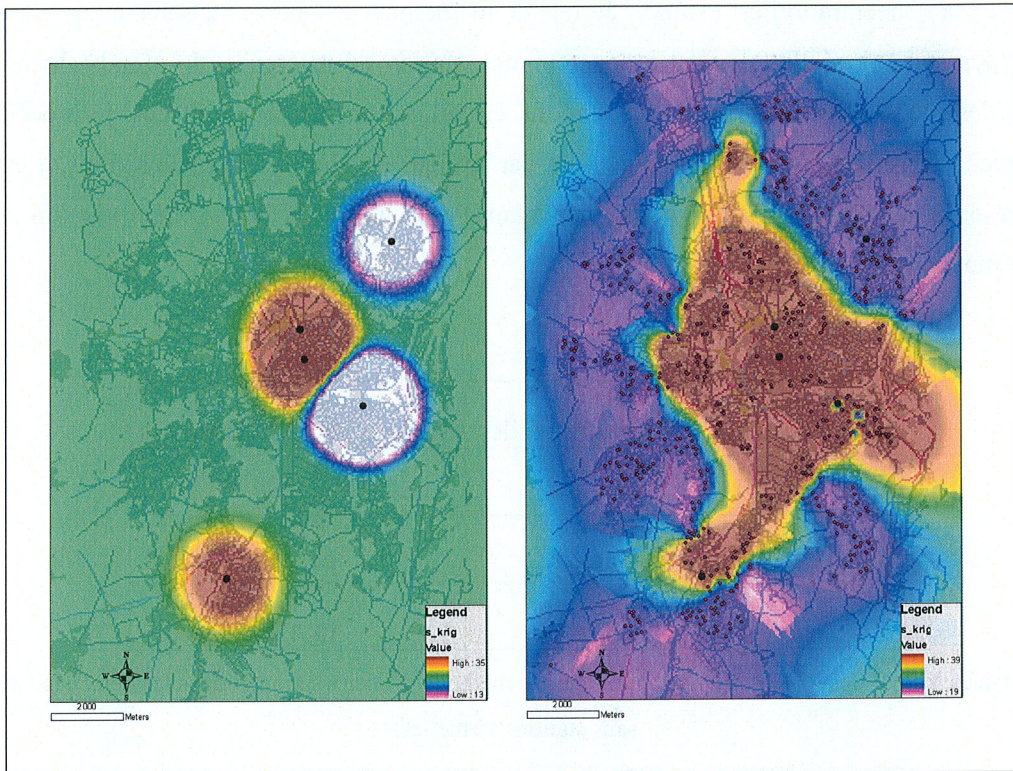 Legend
s_krig
Value
High : 35
Low : 13
N
W E
S
2000
Meters
Legend
s_krig
Value
High : 39
Low : 19
N
W E
S
2000
Meters